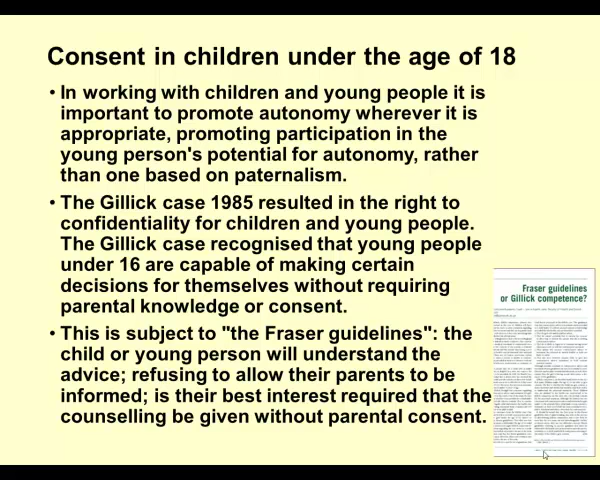 Consent in children under the age of 18
• In working with children and young people it is
important to promote autonomy wherever it is
appropriate, promoting participation in the
young person's potential for autonomy, rather
than one based on paternalism.
• The Gillick case 1985 resulted in the right to
confidentiality for children and young people.
The Gillick case recognised that young people
under 16 are capable of making certain
decisions for themselves without requiring
parental knowledge or consent.
• This is subject to "the Fraser guidelines": the
child or young person will understand the
advice; refusing to allow their parents to be
informed; is their best interest required that the
counselling be given without parental consent.
Fraser guidelines
or Gillick competence?